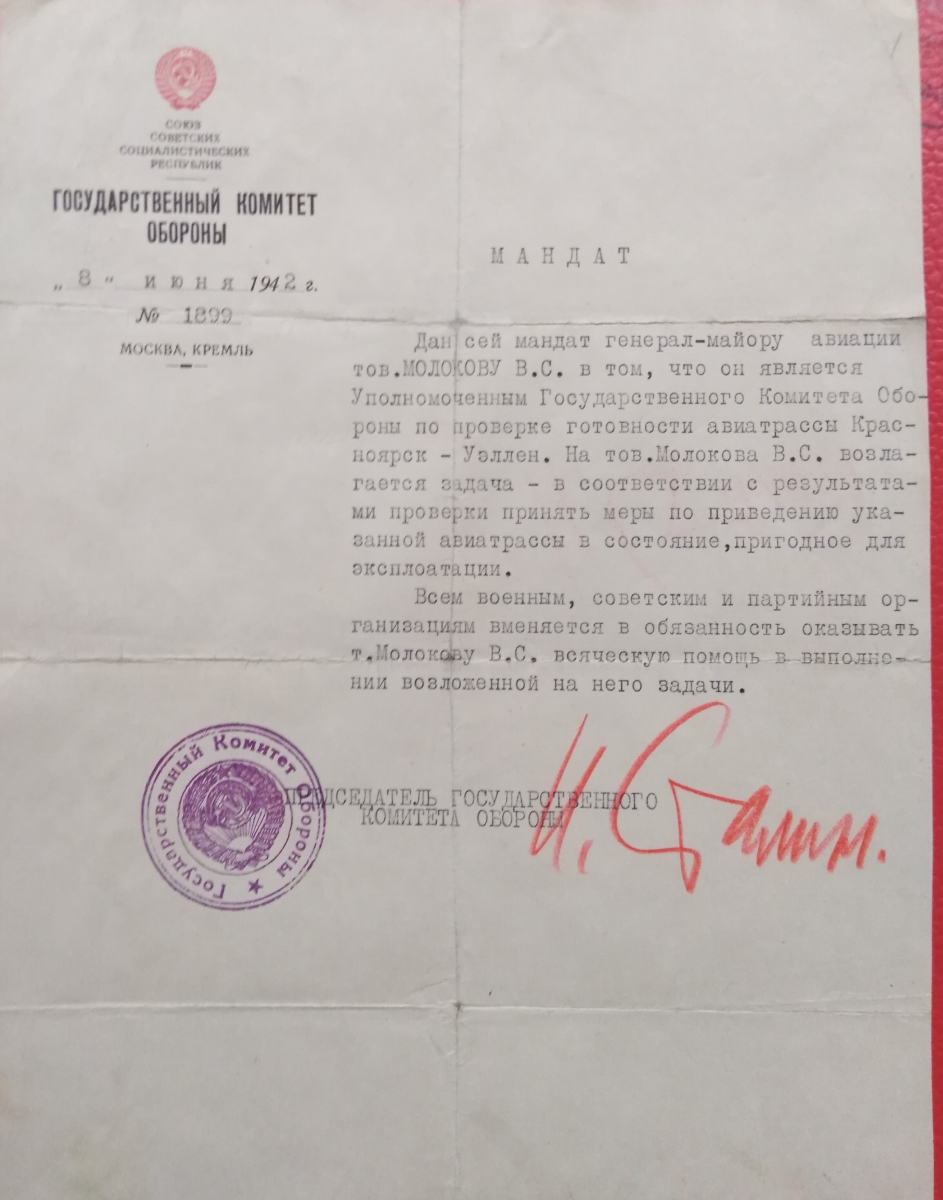 СОЮЗ
СОВЕТСКИХ
СОЦИАЛИСТИЧЕСКИХ
РЕСПУБЛИК
ГОСУДАРСТВЕННЫЙ КОМИТЕТ
ОБОРОНЫ
„8" июня 1942 г.
№ 1899
МОСКВА, КРЕМЛЬ
МАНДАТ
Дан сей мандат генерал-майору авиации
тов.МОЛОКОВУ В.С. в том, что он является
Уполномоченным Государственного Комитета Обо-
роны по проверке готовности авиатрассы Крас-
ноярск - Уэллен. На тов.Молокова В.С. возла-
гается задача - в соответствии с результата-
ми проверки принять меры по приведению ука-
занной авиатрассы в состояние,пригодное для
эксплоатации.
Всем военным, советским и партийным ор-
ганизациям вменяется в обязанность оказывать
т.Молокову В.С. всяческую помощь в выполне-
нии возложенной на него задачи.
ПРЕДСЕДАТЕЛЬ ГОСУДАРСТВЕННОГО
КОМИТЕТА ОБОРОНЫ
И. Сталин.
Государственный Комитет Обороны